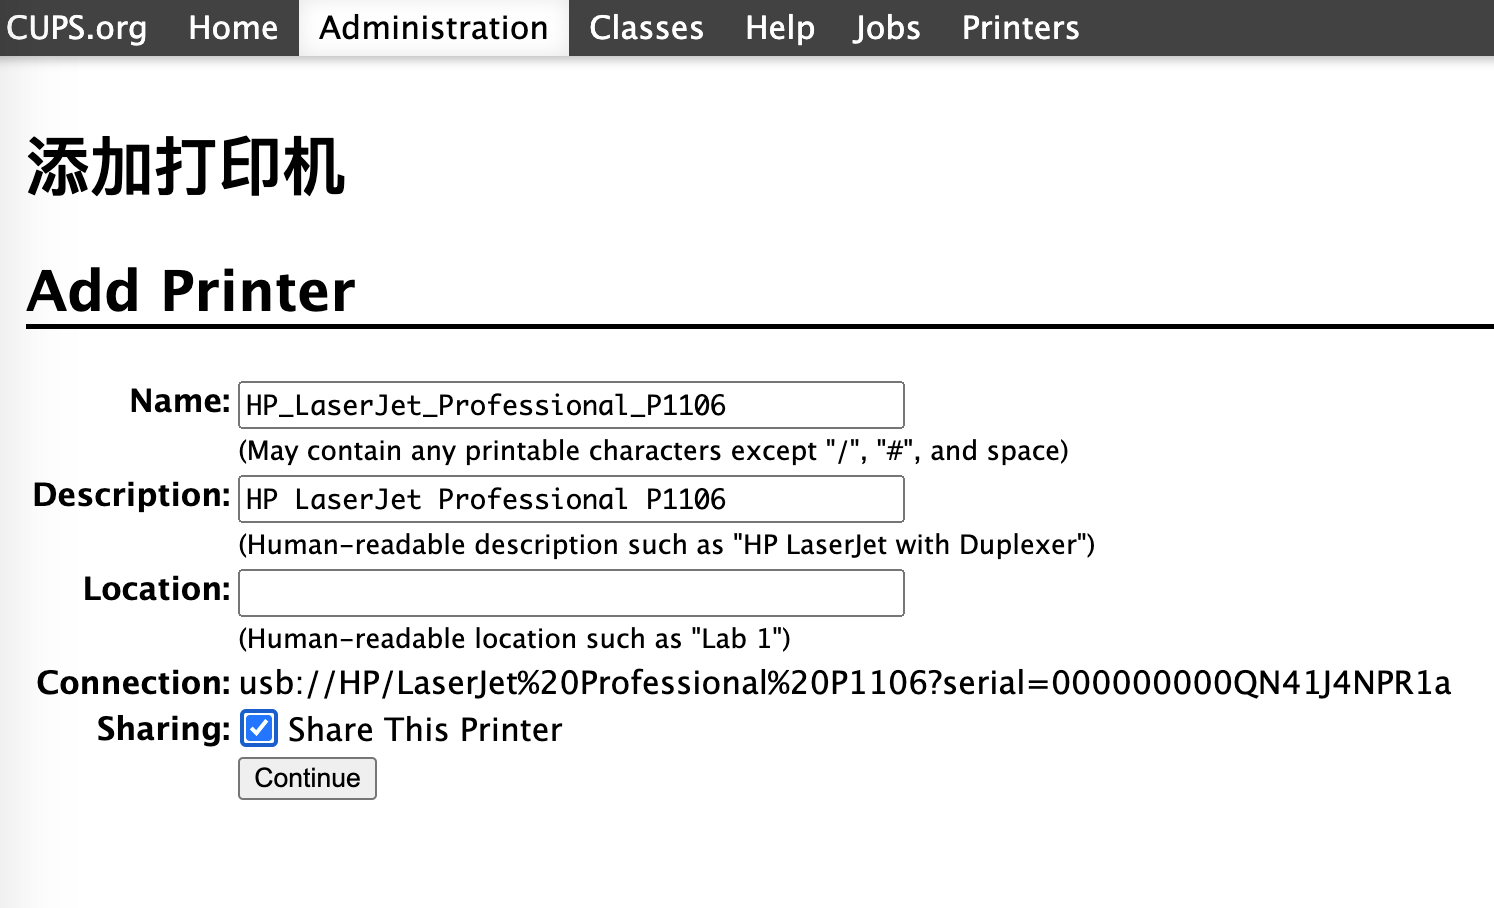 CUPS.org Home Administration Classes Help Jobs Printers
添加打印机
Add Printer
Name: HP_LaserJet_Professional_P1106
(May contain any printable characters except "/", "#", and space)
Description: HP LaserJet Professional P1106
(Human-readable description such as "HP LaserJet with Duplexer")
Location:
(Human-readable location such as "Lab 1")
Connection: usb://HP/LaserJet%20Professional%20P1106?serial=000000000QN41J4NPR1a
Sharing: Share This Printer
Continue